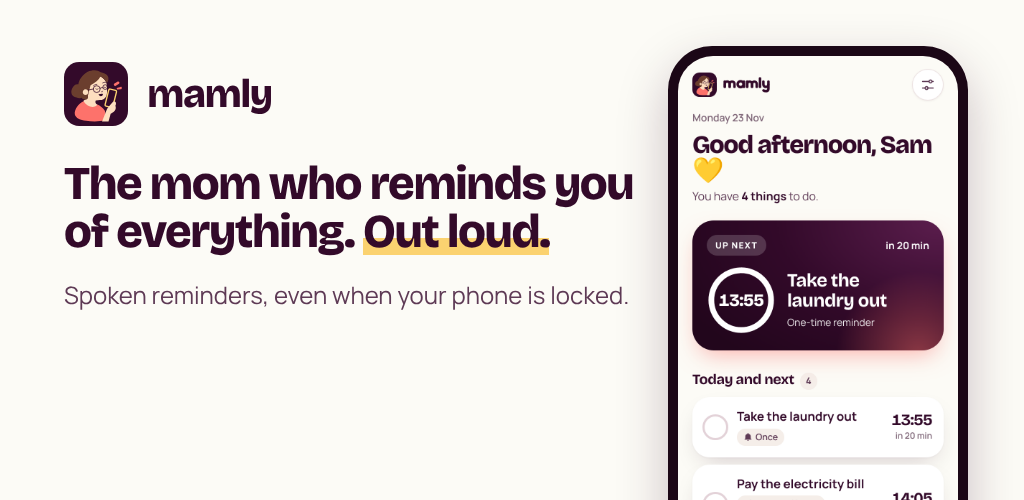 mamly
The mom who reminds you
of everything. Out loud.
Spoken reminders, even when your phone is locked.
mamly
Monday 23 Nov
Good afternoon, Sam
💛
You have 4 things to do.
UP NEXT
in 20 min
13:55
Take the
laundry out
One-time reminder
Today and next 4
Take the laundry out
Once
13:55
in 20 min
Pay the electricity bill
14:05